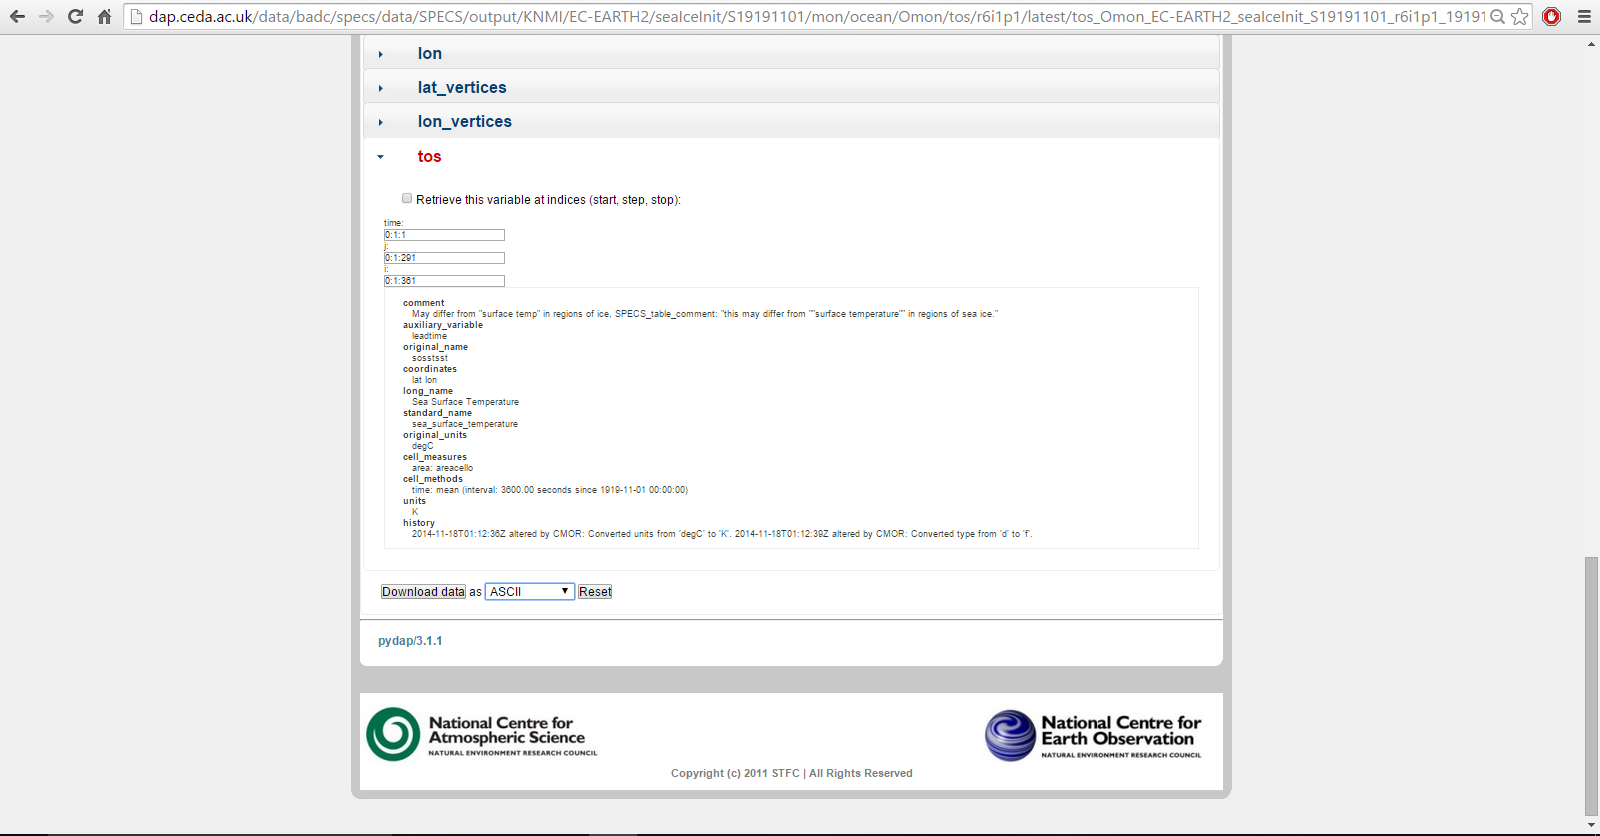 dap.ceda.ac.uk/data/badc/specs/data/SPECS/output/KNMI/EC-EARTH2/seaIceInit/S19191101/mon/ocean/Omon/tos/r6i1p1/latest/tos_Omon_EC-EARTH2_seaIceInit_S19191101_r6i1p1_19191
lon
lat_vertices
lon_vertices
tos
Retrieve this variable at indices (start, step, stop):
time:
0:1:1
j:
0:1:291
i:
0:1:361
comment
May differ from "surface temp" in regions of ice, SPECS_table_comment: "this may differ from ""surface temperature"" in regions of sea ice."
auxiliary_variable
leadtime
original_name
sosstsst
coordinates
lat lon
long_name
Sea Surface Temperature
standard_name
sea_surface_temperature
original_units
degC
cell_measures
area: areacello
cell_methods
time: mean (interval: 3600.00 seconds since 1919-11-01 00:00:00)
units
K
history
2014-11-18T01:12:36Z altered by CMOR: Converted units from 'degC' to 'K'. 2014-11-18T01:12:39Z altered by CMOR: Converted type from 'd' to 'f'.
Download data as ASCII Reset
pydap/3.1.1
National Centre for
Atmospheric Science
NATURAL ENVIRONMENT RESEARCH COUNCIL
National Centre for
Earth Observation
NATURAL ENVIRONMENT RESEARCH COUNCIL
Copyright (c) 2011 STFC | All Rights Reserved